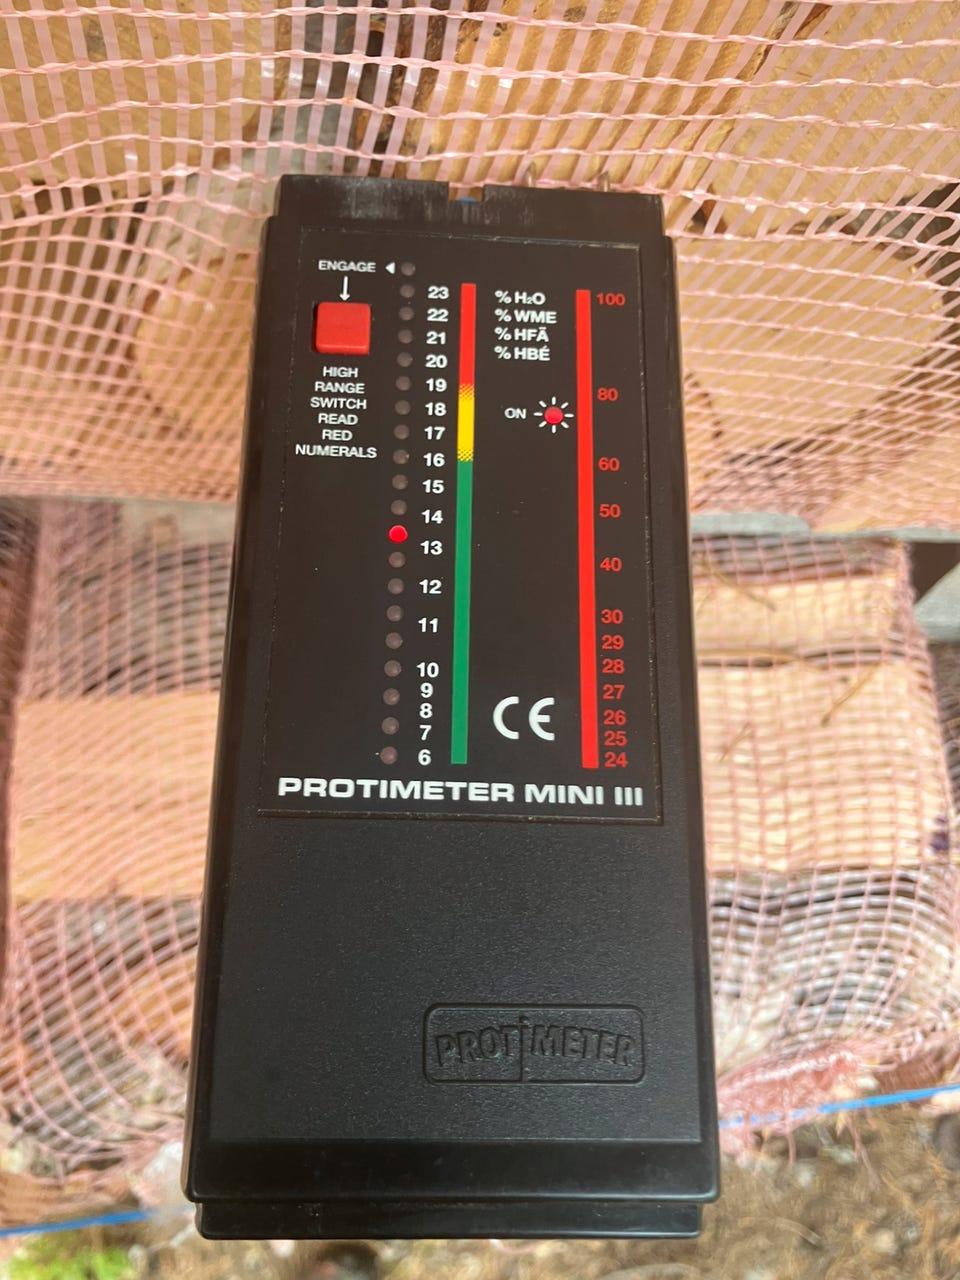 ENGAGE
HIGH
RANGE
SWITCH
READ
RED
NUMERALS
23
22
21
20
19
18
17
16
15
14
13
12
11
10
9
8
7
6
% H₂O
% WME
% HFÄ
% HBÉ
ON
CE
100
80
60
50
40
30
29
28
27
26
25
24
PROTIMETER MINI III
PROTIMETER